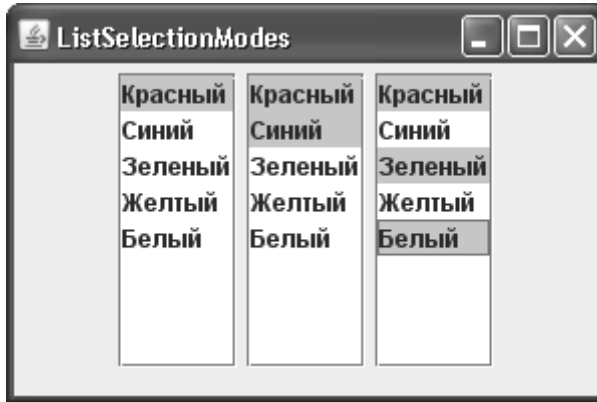 ListSelectionModes
Красный
Синий
Зеленый
Желтый
Белый
Красный
Синий
Зеленый
Желтый
Белый
Красный
Синий
Зеленый
Желтый
Белый